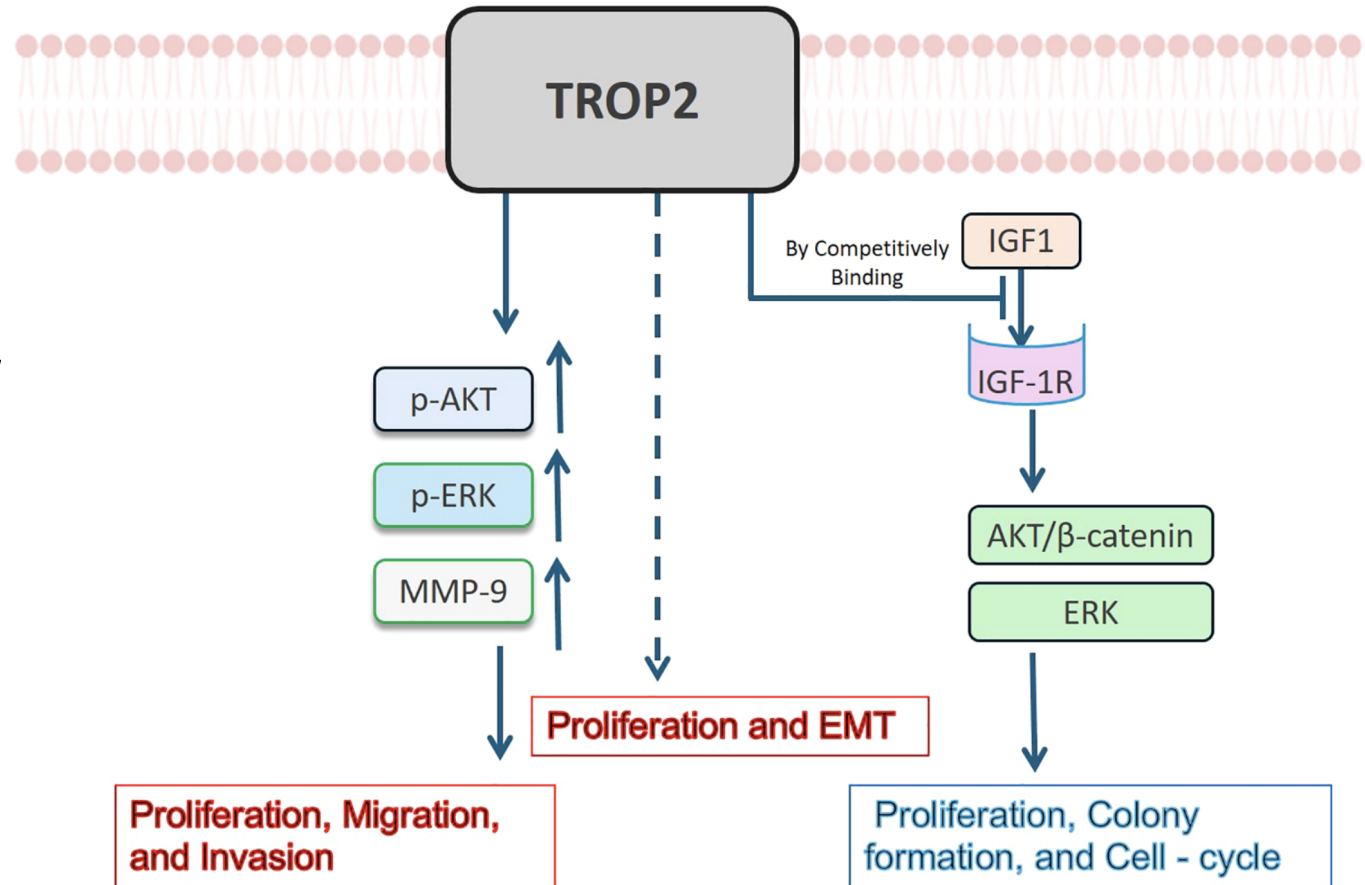 TROP2
By Competitively
Binding
IGF1
IGF-1R
p-AKT
p-ERK
MMP-9
AKT/β-catenin
ERK
Proliferation and EMT
Proliferation, Migration,
and Invasion
Proliferation, Colony
formation, and Cell - cycle